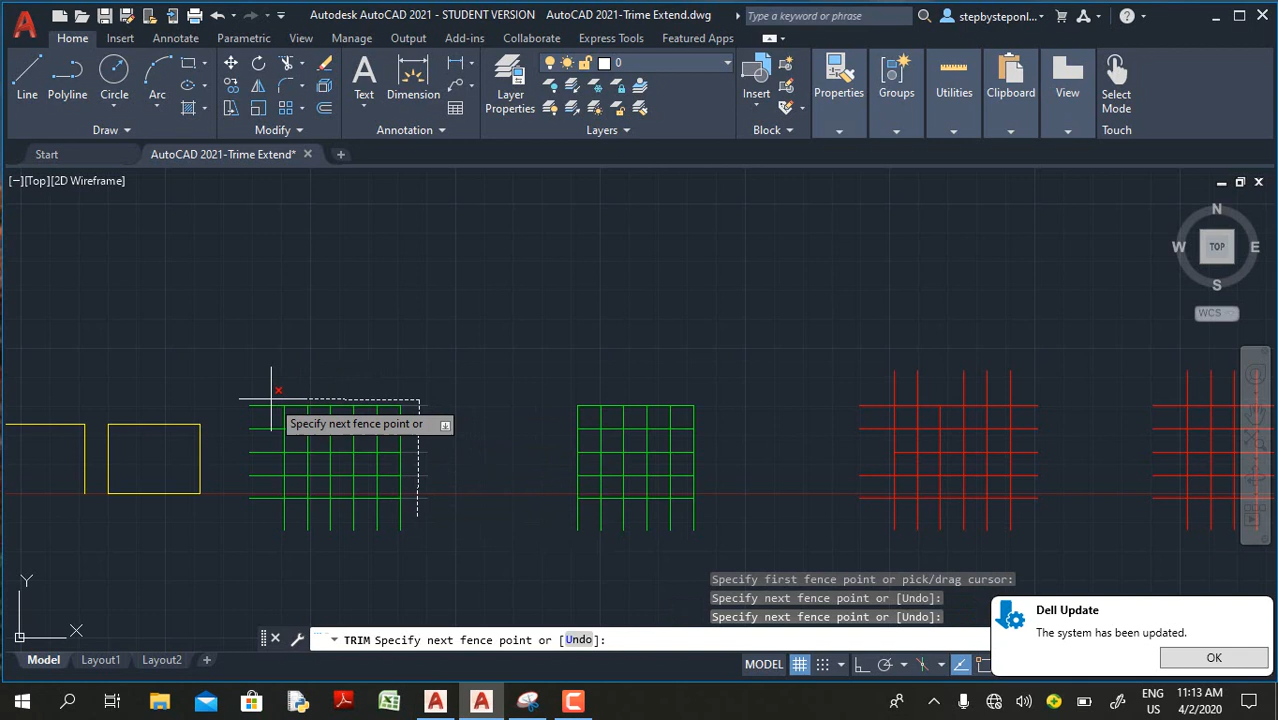 Autodesk AutoCAD 2021 - STUDENT VERSION AutoCAD 2021-Trime Extend.dwg
Type a keyword or phrase
stepbysteponl...
Home Insert Annotate Parametric View Manage Output Add-ins Collaborate Express Tools Featured Apps
0
Line Polyline Circle Arc Text Dimension Layer Properties Insert Properties Groups Utilities Clipboard View Select Mode
Draw Modify Annotation Layers Block Touch
Start AutoCAD 2021-Trime Extend*
[−][Top][2D Wireframe]
N
W TOP E
S
WCS
Specify next fence point or
Y
X
Specify first fence point or pick/drag cursor:
Specify next fence point or [Undo]:
Specify next fence point or [Undo]:
TRIM Specify next fence point or [Undo]:
Dell Update
The system has been updated.
OK
Model Layout1 Layout2
MODEL
ENG 11:13 AM
US 4/2/2020